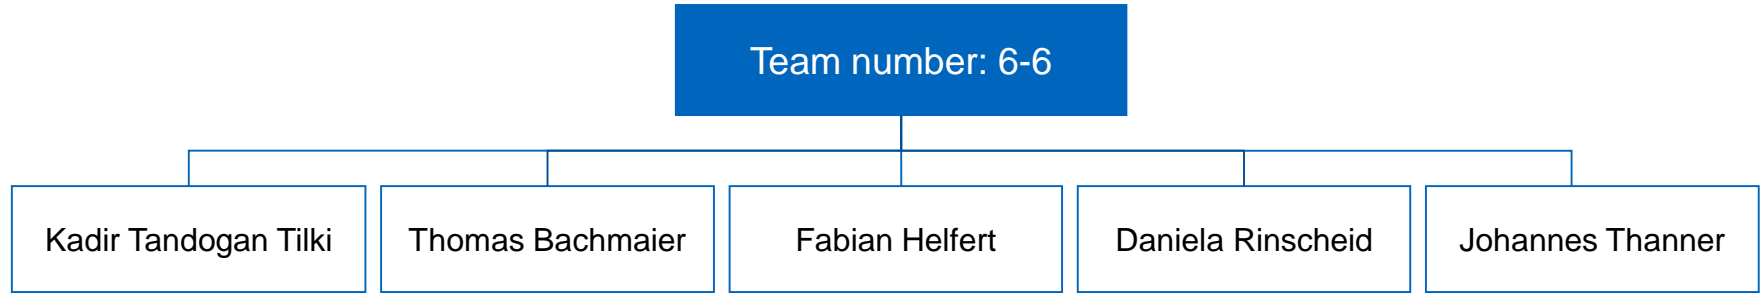 Team number: 6-6
Kadir Tandogan Tilki
Thomas Bachmaier
Fabian Helfert
Daniela Rinscheid
Johannes Thanner